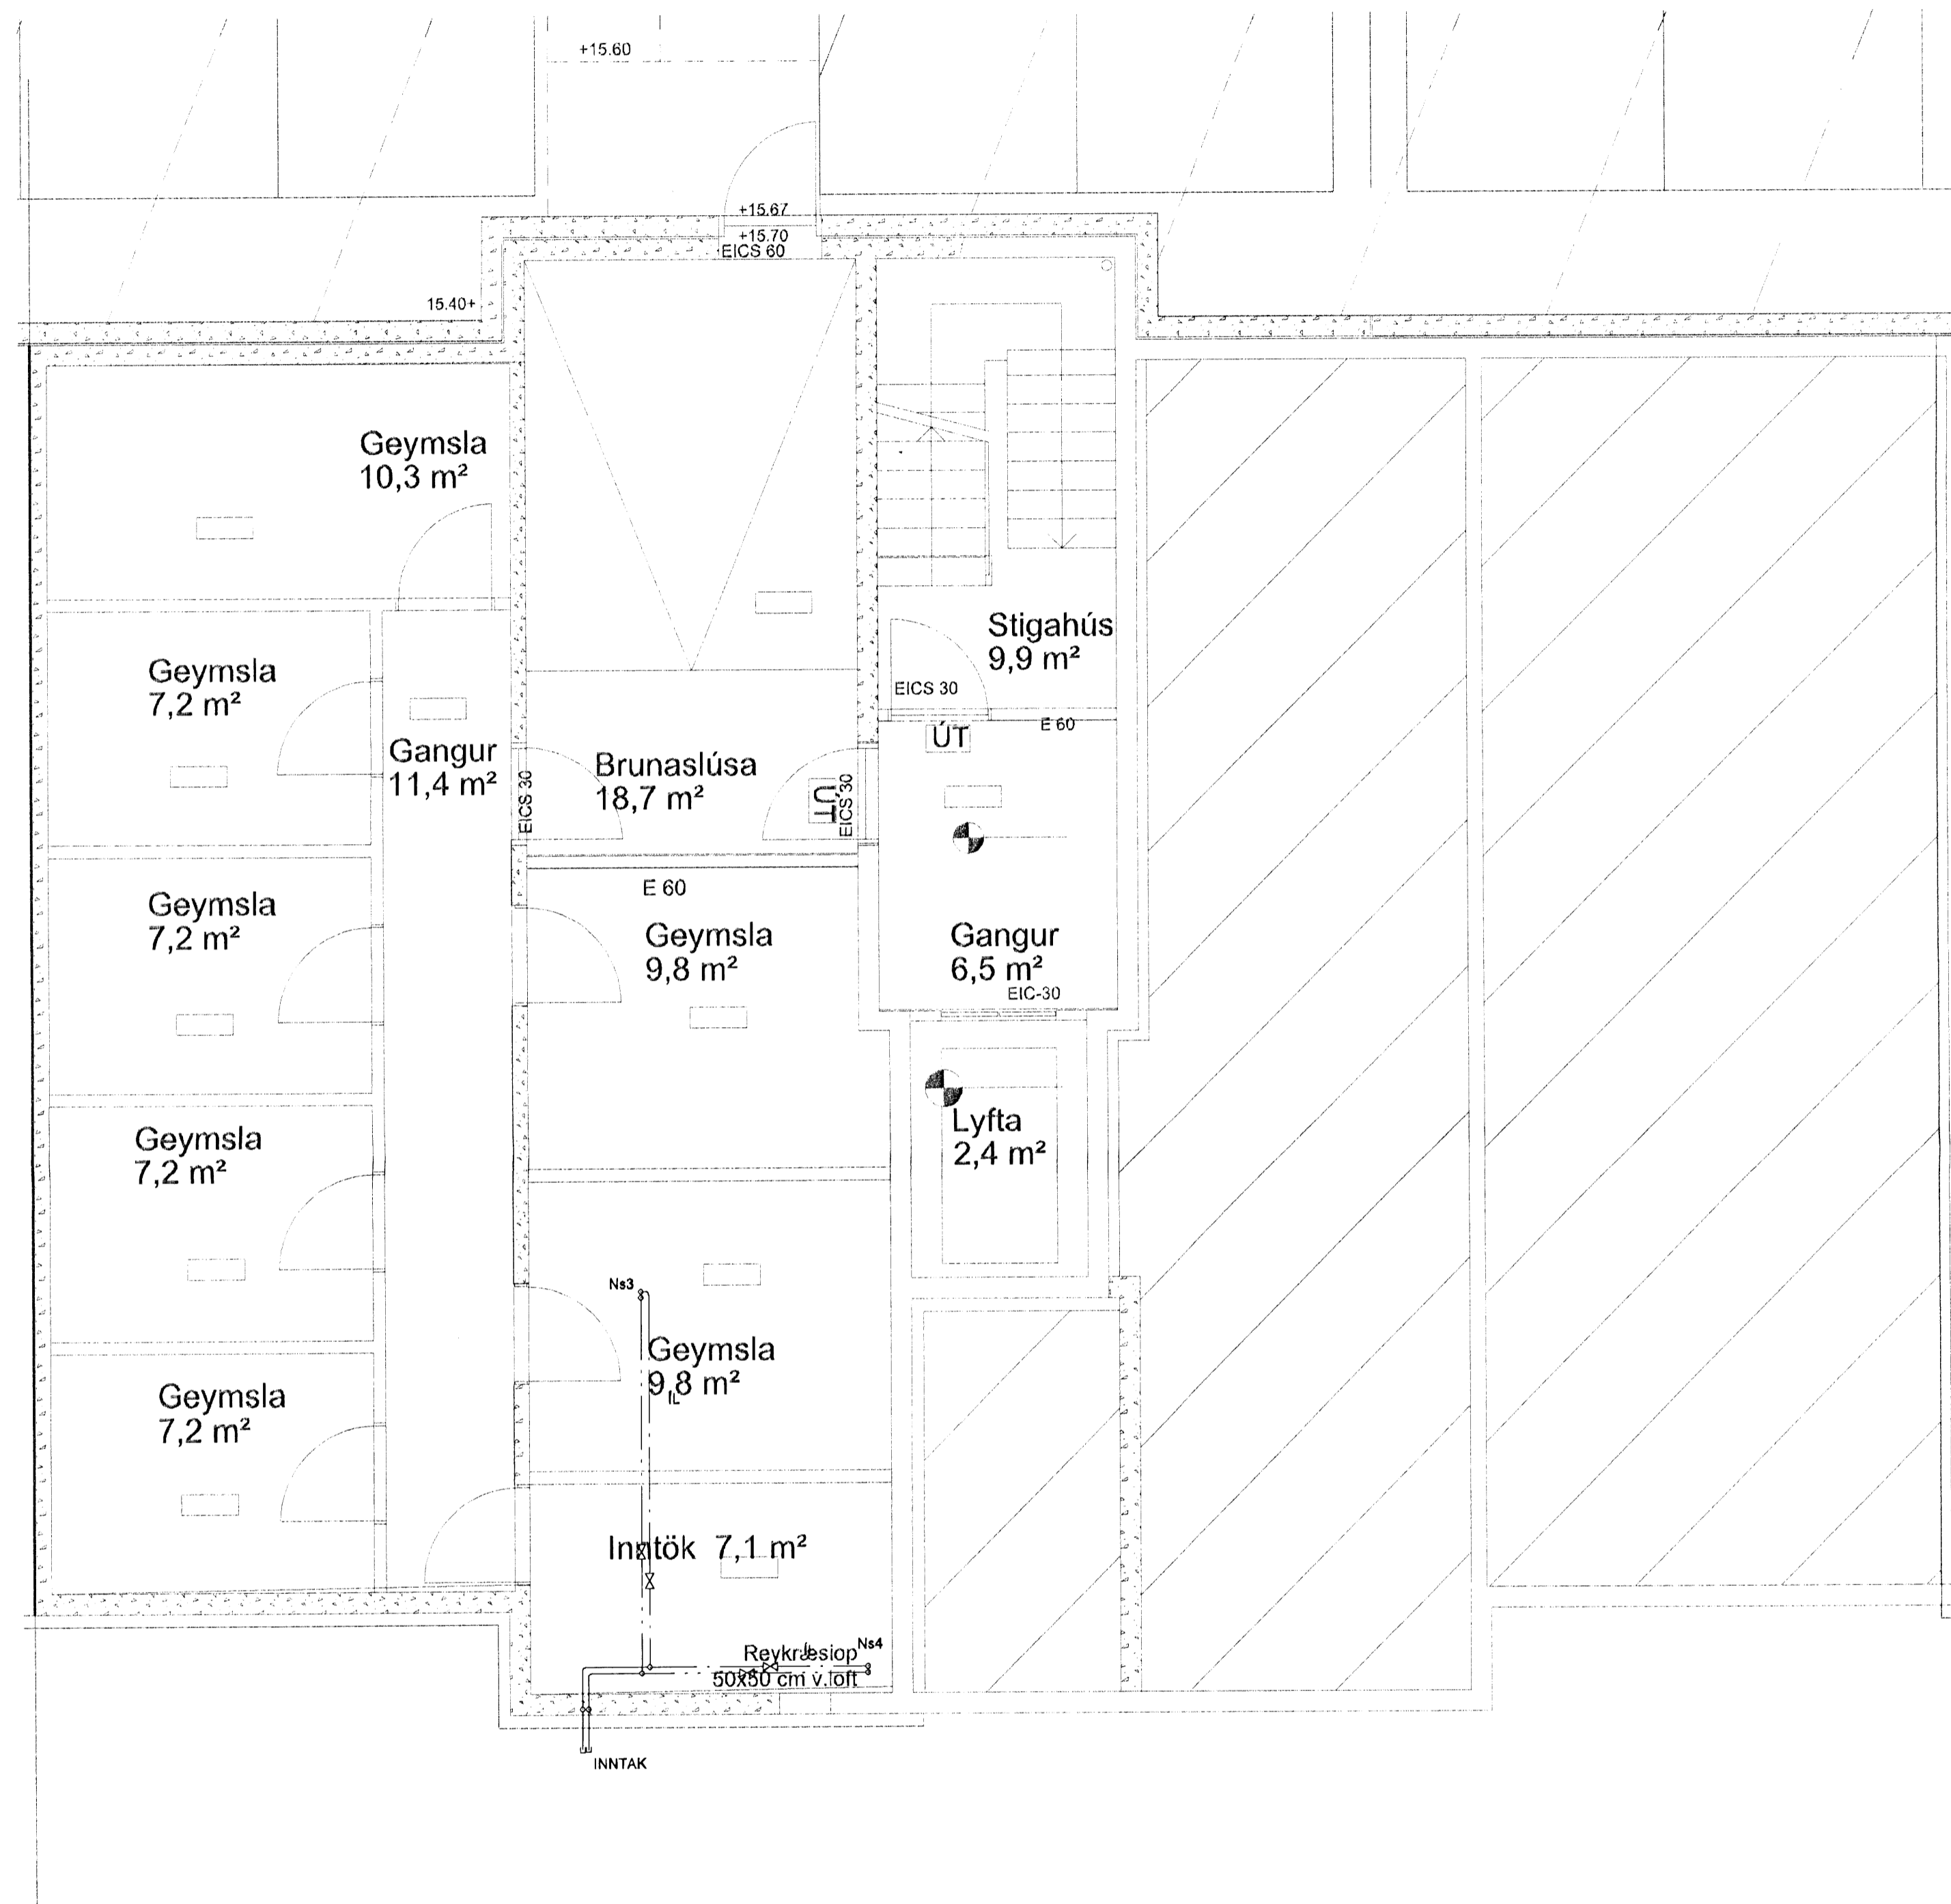 +15.60
+15.67
+15.70
EICS 60
15.40+
Geymsla
10,3 m²
Stigahús
9,9 m²
Geymsla
7,2 m²
EICS 30
E 60
ÚT
Gangur
11,4 m²
EICS 30
Brunaslúsa
18,7 m²
ÚT
EICS 30
E 60
Geymsla
7,2 m²
Geymsla
9,8 m²
Gangur
6,5 m²
EIC-30
Lyfta
2,4 m²
Geymsla
7,2 m²
Ns3
Geymsla
9,8 m²
IL
Geymsla
7,2 m²
Inntök 7,1 m²
Reykræsiop
Ns4
50x50 cm v.loft
INNTAK